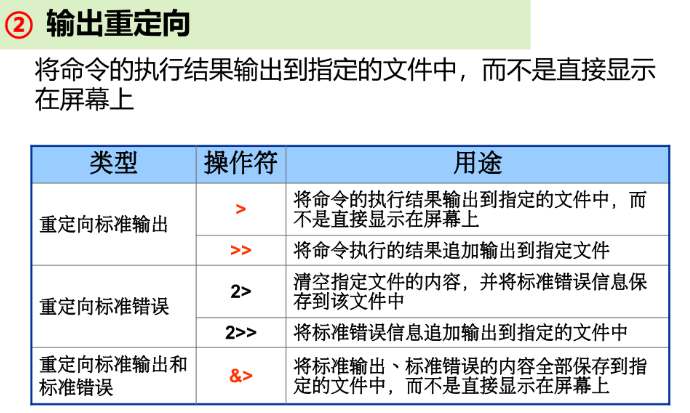 ② 输出重定向
将命令的执行结果输出到指定的文件中，而不是直接显示
在屏幕上
类型 操作符 用途
重定向标准输出
>
将命令的执行结果输出到指定的文件中，而
不是直接显示在屏幕上
>>
将命令执行的结果追加输出到指定文件
重定向标准错误
2>
清空指定文件的内容，并将标准错误信息保
存到该文件中
2>>
将标准错误信息追加输出到指定的文件中
重定向标准输出和
标准错误
&>
将标准输出、标准错误的内容全部保存到指
定的文件中，而不是直接显示在屏幕上